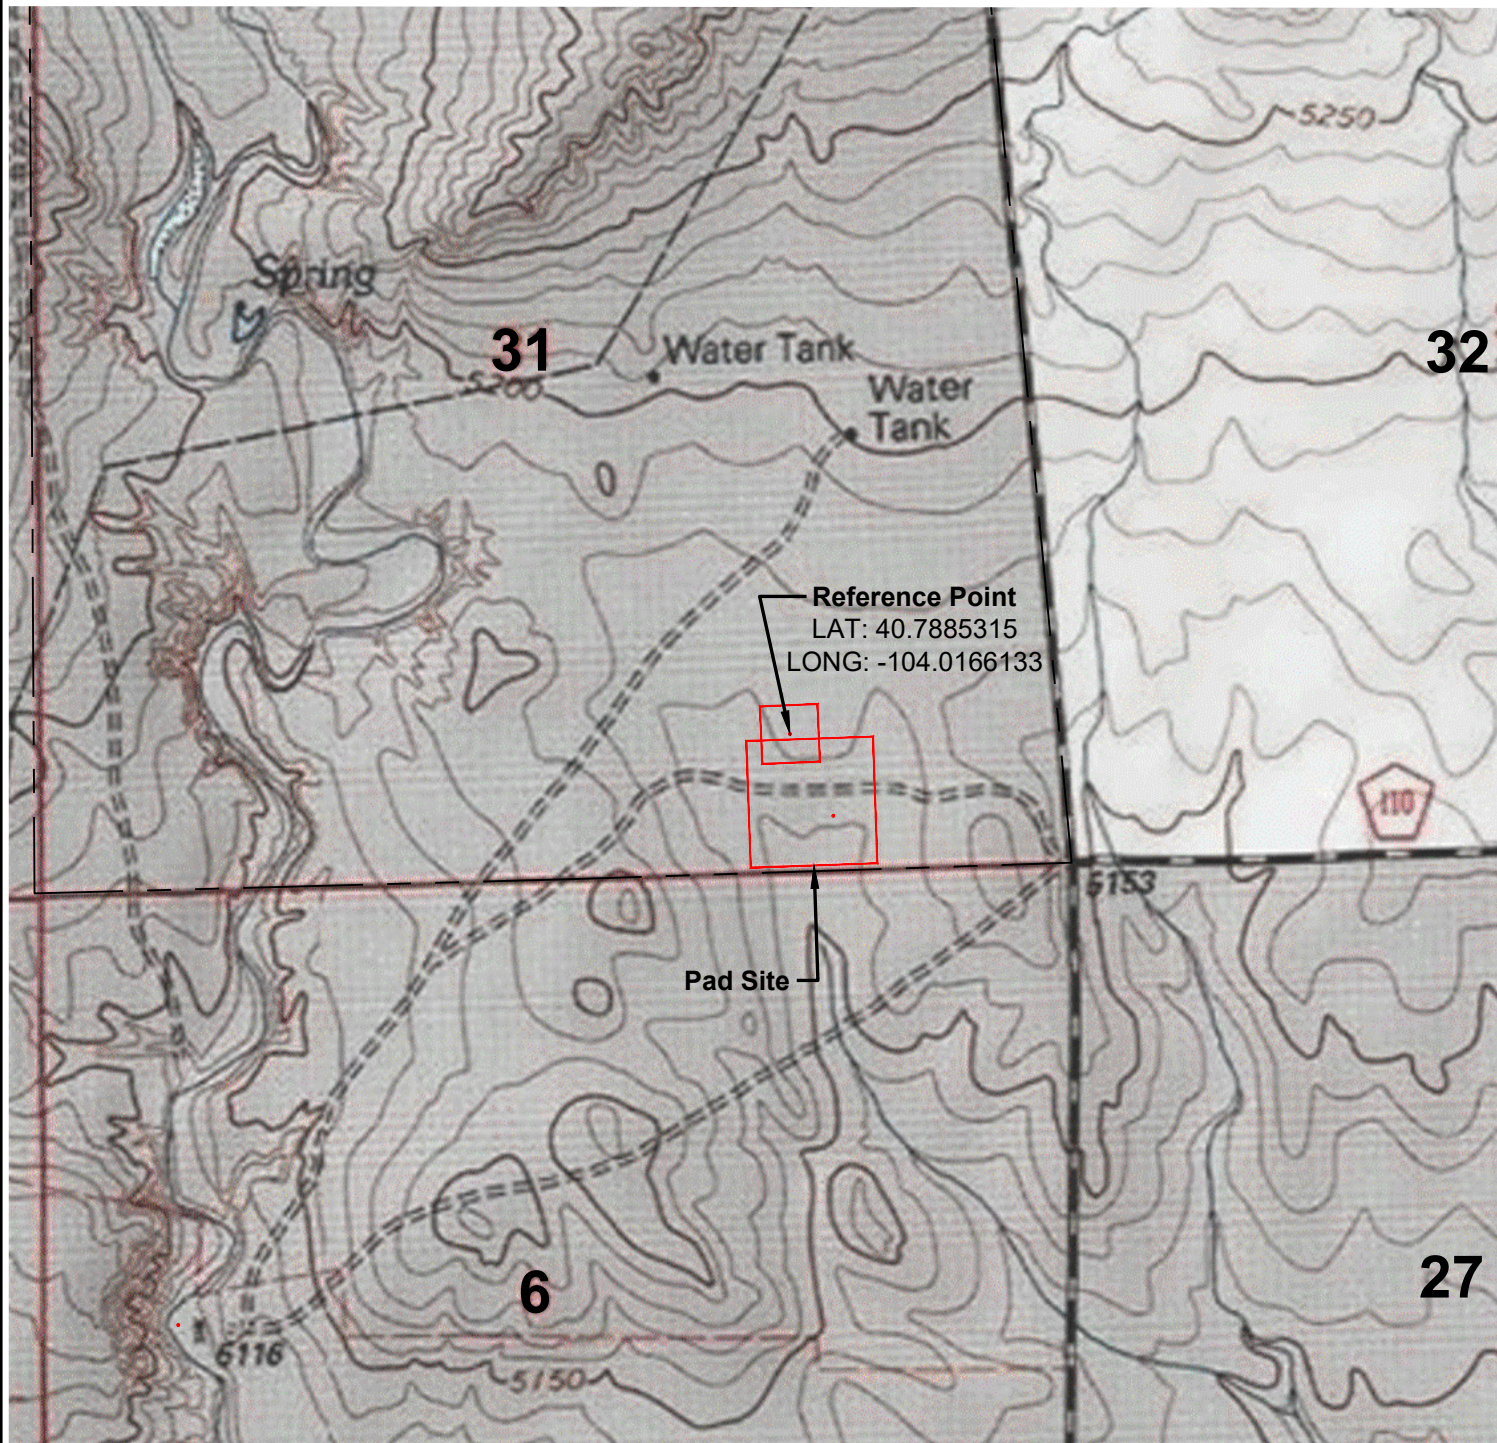 5250
Spring
31
Water Tank
32
5200
Water
Tank
Reference Point
LAT: 40.7885315
LONG: -104.0166133
110
5153
Pad Site
6
27
5116
5150